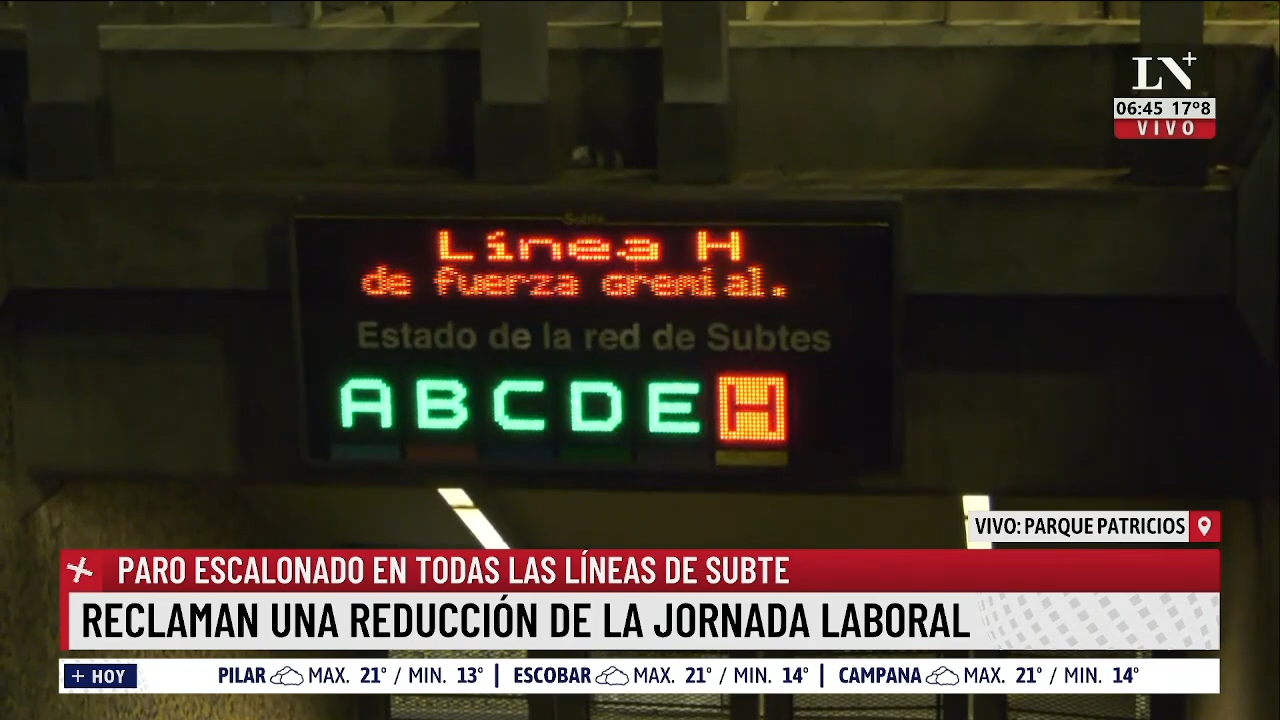 LN+
06:45 17°8
VIVO
Subte
Línea H
de fuerza gremial.
Estado de la red de Subtes
A B C D E H
VIVO: PARQUE PATRICIOS
PARO ESCALONADO EN TODAS LAS LÍNEAS DE SUBTE
RECLAMAN UNA REDUCCIÓN DE LA JORNADA LABORAL
+ HOY PILAR MAX. 21° / MIN. 13° | ESCOBAR MAX. 21° / MIN. 14° | CAMPANA MAX. 21° / MIN. 14°